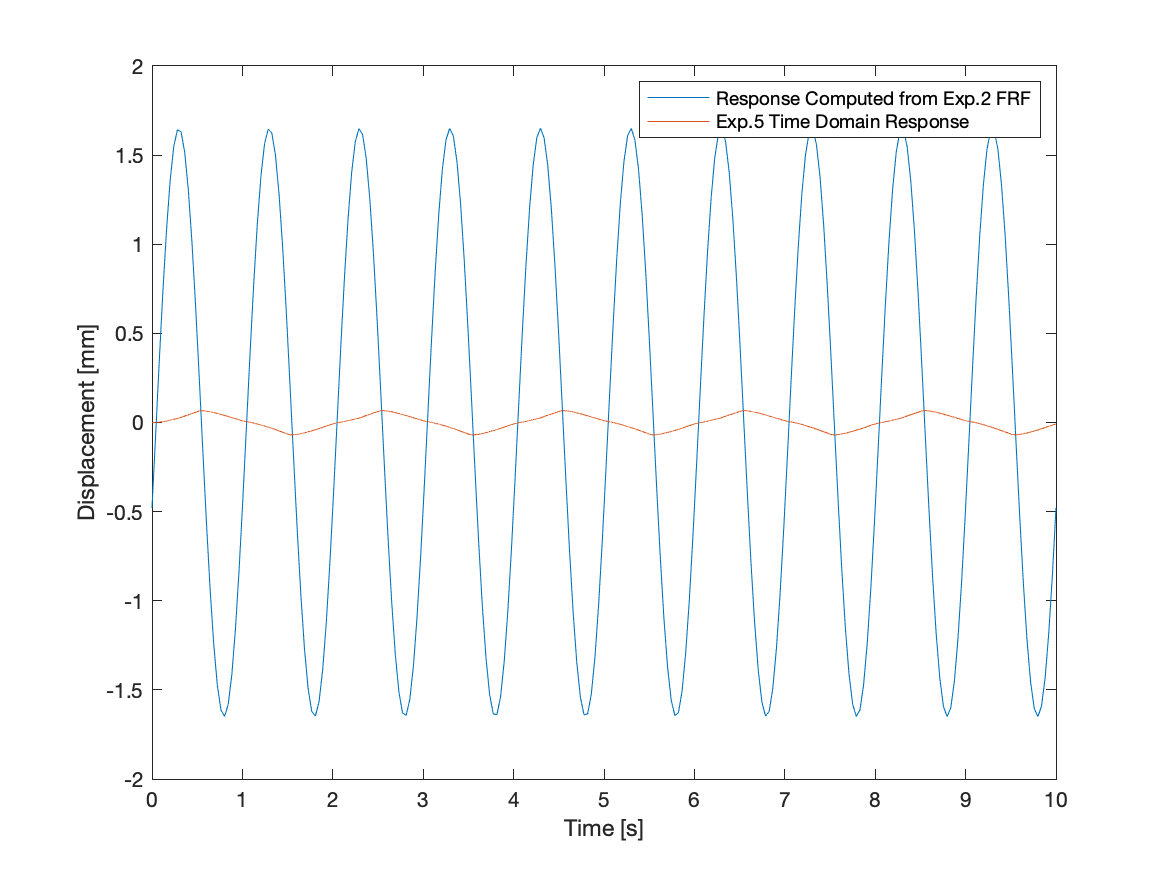 2
Response Computed from Exp.2 FRF
Exp.5 Time Domain Response
1.5
1
0.5
0
-0.5
-1
-1.5
-2
Displacement [mm]
0 1 2 3 4 5 6 7 8 9 10
Time [s]